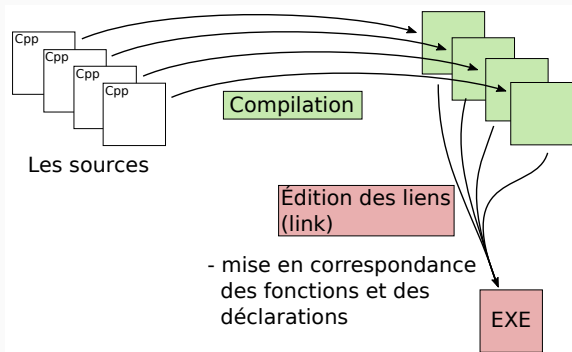 Cpp
Cpp
Cpp
Cpp
Les sources
Compilation
Édition des liens
(link)
- mise en correspondance
des fonctions et des
déclarations
EXE